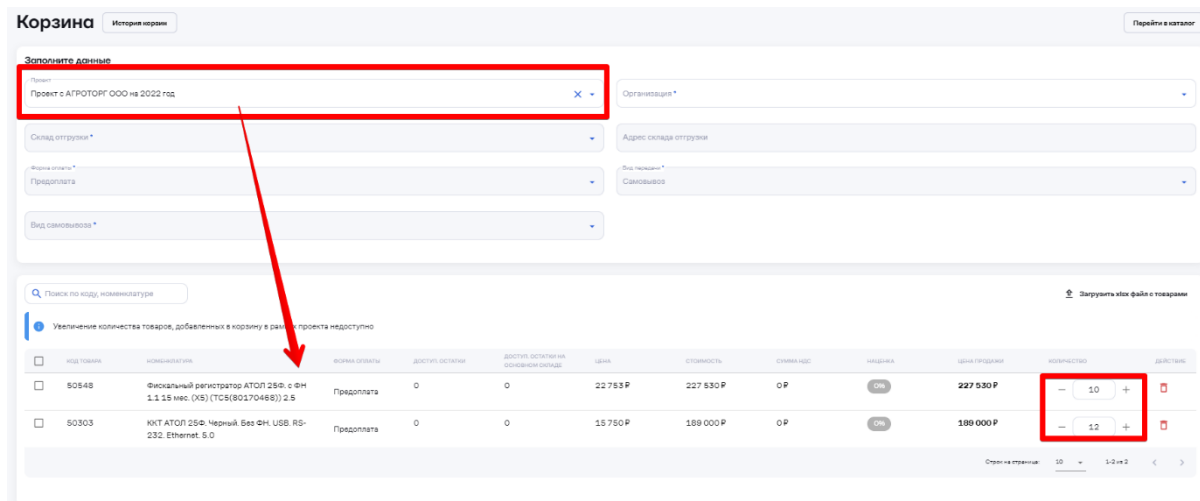 Корзина
История корзин
Перейти в каталог
Заполните данные
Проект
Проект с АГРОТОРГ ООО на 2022 год
Организация *
Склад отгрузки *
Адрес склада отгрузки
Форма оплаты *
Предоплата
Вид передачи *
Самовывоз
Вид самовывоза *
Поиск по коду, номенклатуре
Загрузить xlsx файл с товарами
Увеличение количества товаров, добавленных в корзину в рамках проекта недоступно
КОД ТОВАРА НОМЕНКЛАТУРА ФОРМА ОПЛАТЫ ДОСТУП. ОСТАТКИ ДОСТУП. ОСТАТКИ НА ОСНОВНОМ СКЛАДЕ ЦЕНА СТОИМОСТЬ СУММА НДС НАЦЕНКА ЦЕНА ПРОДАЖИ КОЛИЧЕСТВО ДЕЙСТВИЕ
50548 Фискальный регистратор АТОЛ 25Ф. с ФН 1.1 15 мес. (X5) (TC5(80170468)) 2.5 Предоплата 0 0 22 753 ₽ 227 530 ₽ 0 ₽ 0% 227 530 ₽ − 10 +
50303 ККТ АТОЛ 25Ф. Черный. Без ФН. USB, RS-232, Ethernet. 5.0 Предоплата 0 0 15 750 ₽ 189 000 ₽ 0 ₽ 0% 189 000 ₽ − 12 +
Строк на странице: 10 1-2 из 2